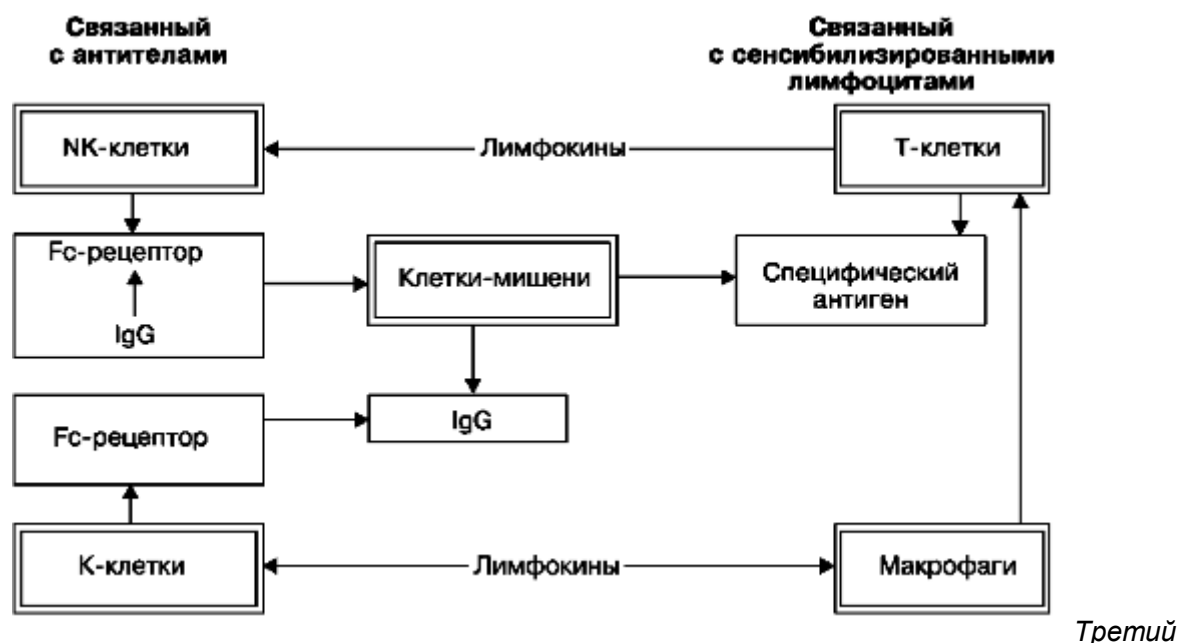 Связанный
с антителами
Связанный
с сенсибилизированными
лимфоцитами
NK-клетки
Лимфокины
Т-клетки
Fc-рецептор
IgG
Клетки-мишени
Специфический
антиген
Fc-рецептор
IgG
К-клетки
Лимфокины
Макрофаги
Третий